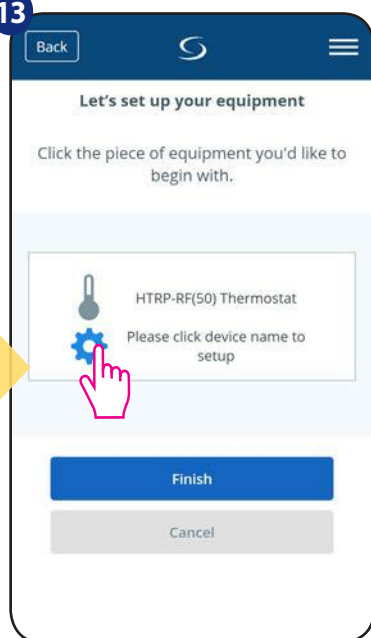 13
Back
Let's set up your equipment
Click the piece of equipment you'd like to
begin with.
HTRP-RF(50) Thermostat
Please click device name to
setup
Finish
Cancel